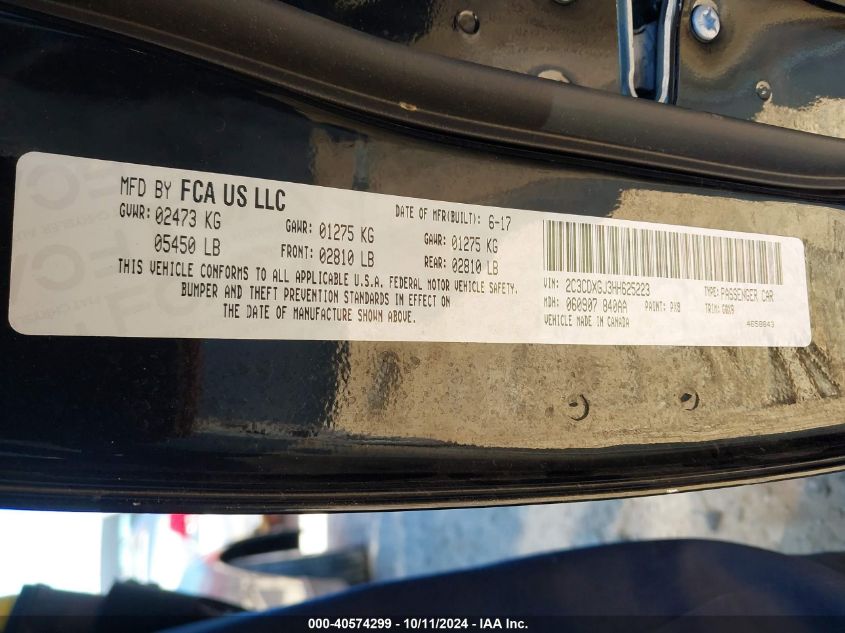 MFD BY FCA US LLC
DATE OF MFR(BUILT): 6-17
GVWR: 02473 KG
05450 LB
GAWR: 01275 KG
FRONT: 02810 LB
GAWR: 01275 KG
REAR: 02810 LB
THIS VEHICLE CONFORMS TO ALL APPLICABLE U.S.A. FEDERAL MOTOR VEHICLE SAFETY,
BUMPER AND THEFT PREVENTION STANDARDS IN EFFECT ON
THE DATE OF MANUFACTURE SHOWN ABOVE.
VIN: 2C3CDXGJ3HH625223
TYPE: PASSENGER CAR
MDH: 060907 840AA
PAINT: PX8
TRIM: G8X9
VEHICLE MADE IN CANADA
4658643
000-40574299 - 10/11/2024 - IAA Inc.